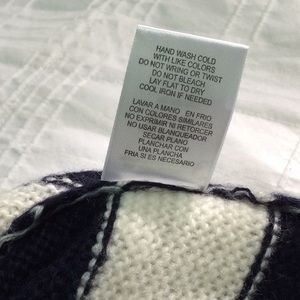 HAND WASH COLD
WITH LIKE COLORS
DO NOT WRING OR TWIST
DO NOT BLEACH
LAY FLAT TO DRY
COOL IRON IF NEEDED
LAVAR A MANO EN FRIO
CON COLORES SIMILARES
NO EXPRIMIR NI RETORCER
NO USAR BLANQUEADOR
SECAR PLANO
PLANCHAR CON
UNA PLANCHA
FRIA SI ES NECESARIO